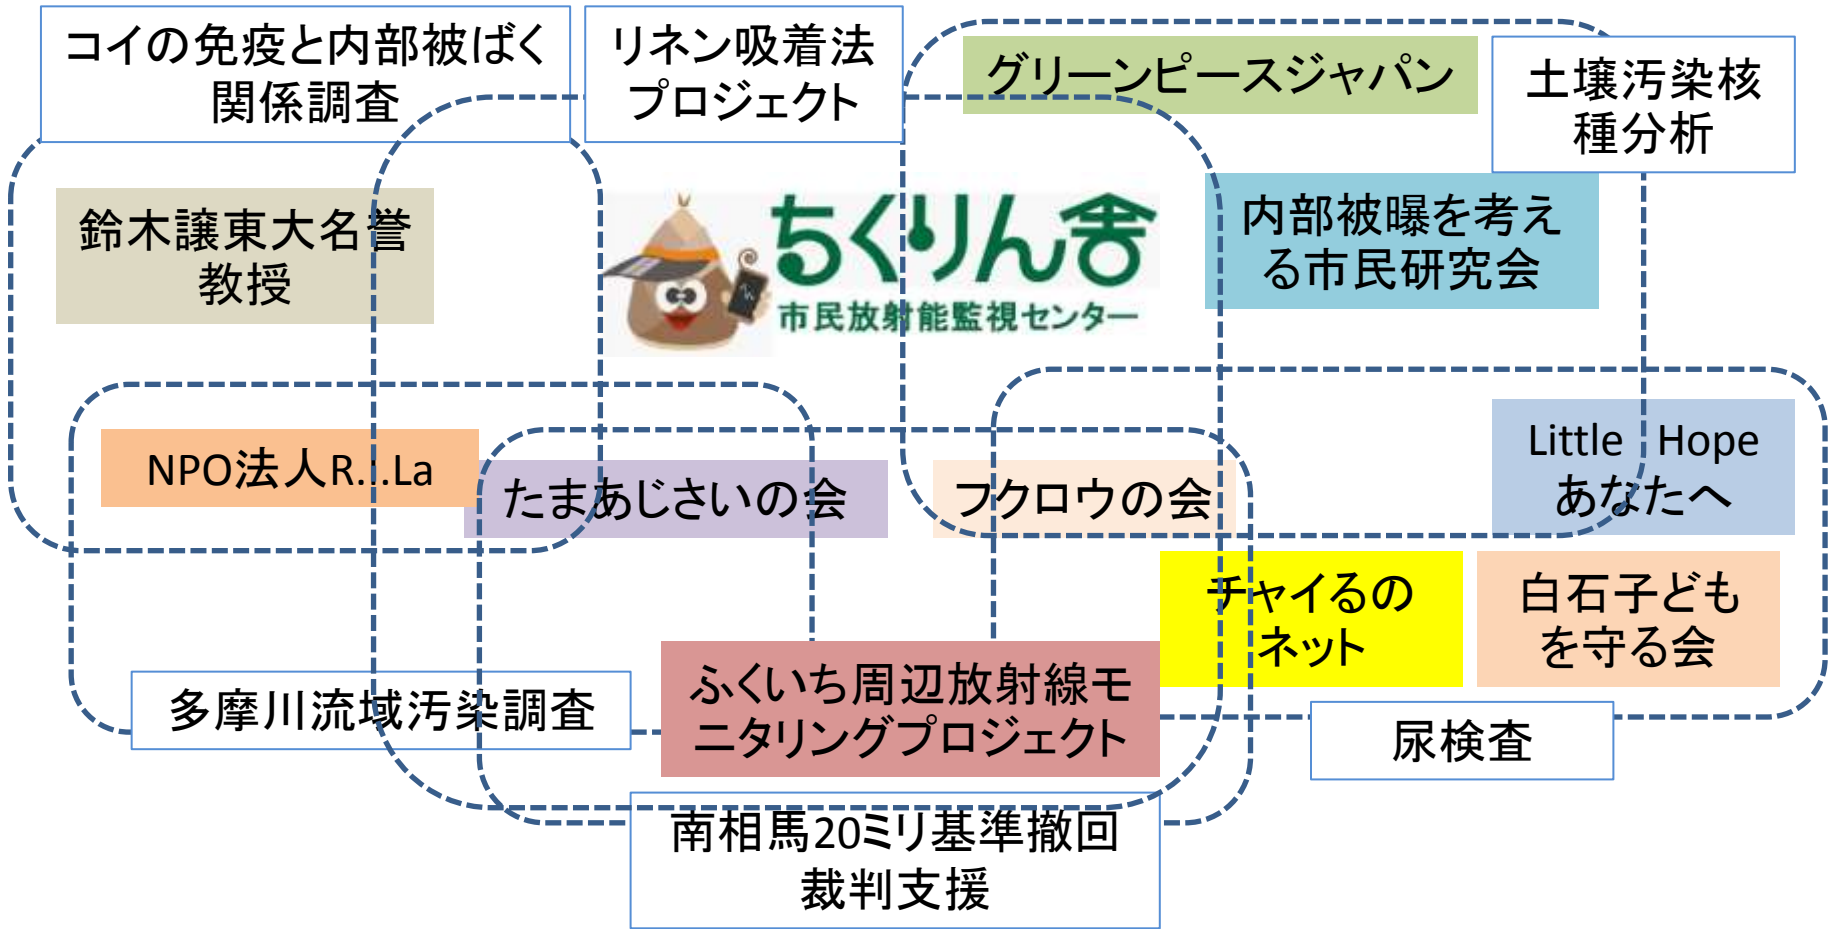 コイの免疫と内部被ばく
関係調査
リネン吸着法
プロジェクト
グリーンピースジャパン
土壌汚染核
種分析
鈴木譲東大名誉
教授
ちくりん舎
市民放射能監視センター
内部被曝を考え
る市民研究会
NPO法人R.I.La
たまあじさいの会
フクロウの会
Little Hope
あなたへ
チャイるの
ネット
白石子ども
を守る会
多摩川流域汚染調査
ふくいち周辺放射線モ
ニタリングプロジェクト
尿検査
南相馬20ミリ基準撤回
裁判支援